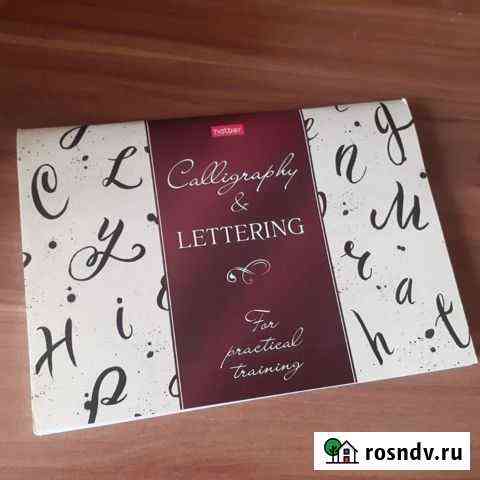 hatber
Calligraphy
&
LETTERING
For
practical
training
C L
y
H i
p
n g
M
r a
h t
rosndv.ru